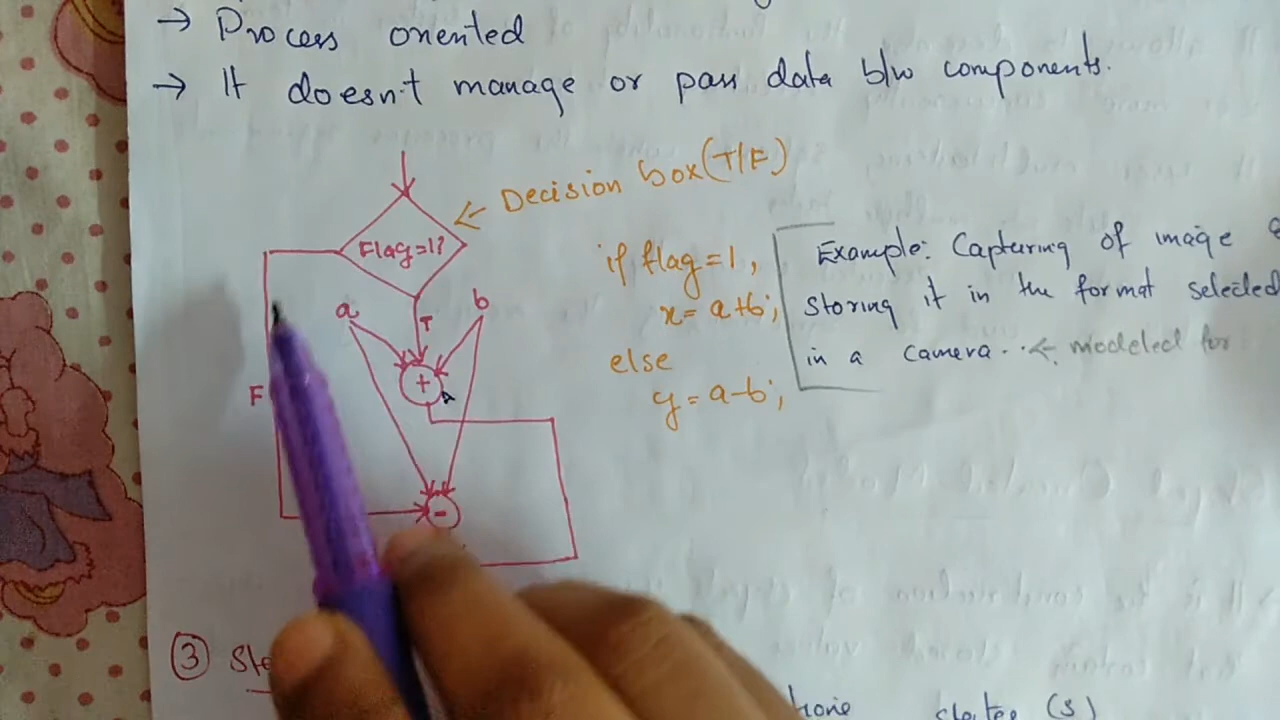 → Process oriented
→ It doesn't manage or pass data b/w components.
← Decision box(T/F)
Flag=1?
a
b
T
F
+
-
if flag=1,
x= a+b;
else
y= a-b;
Example: Capturing of image &
storing it in the format selected
in a camera. ← modeled for
③ Ste
(s)